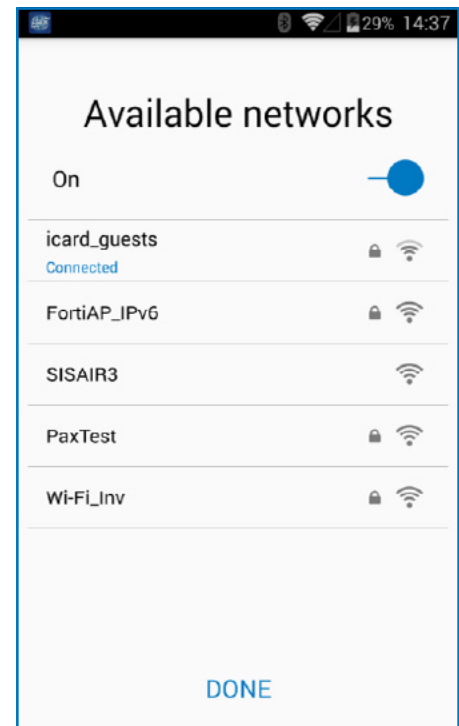 29% 14:37
Available networks
On
icard_guests
Connected
FortiAP_IPv6
SISAIR3
PaxTest
Wi-Fi_Inv
DONE